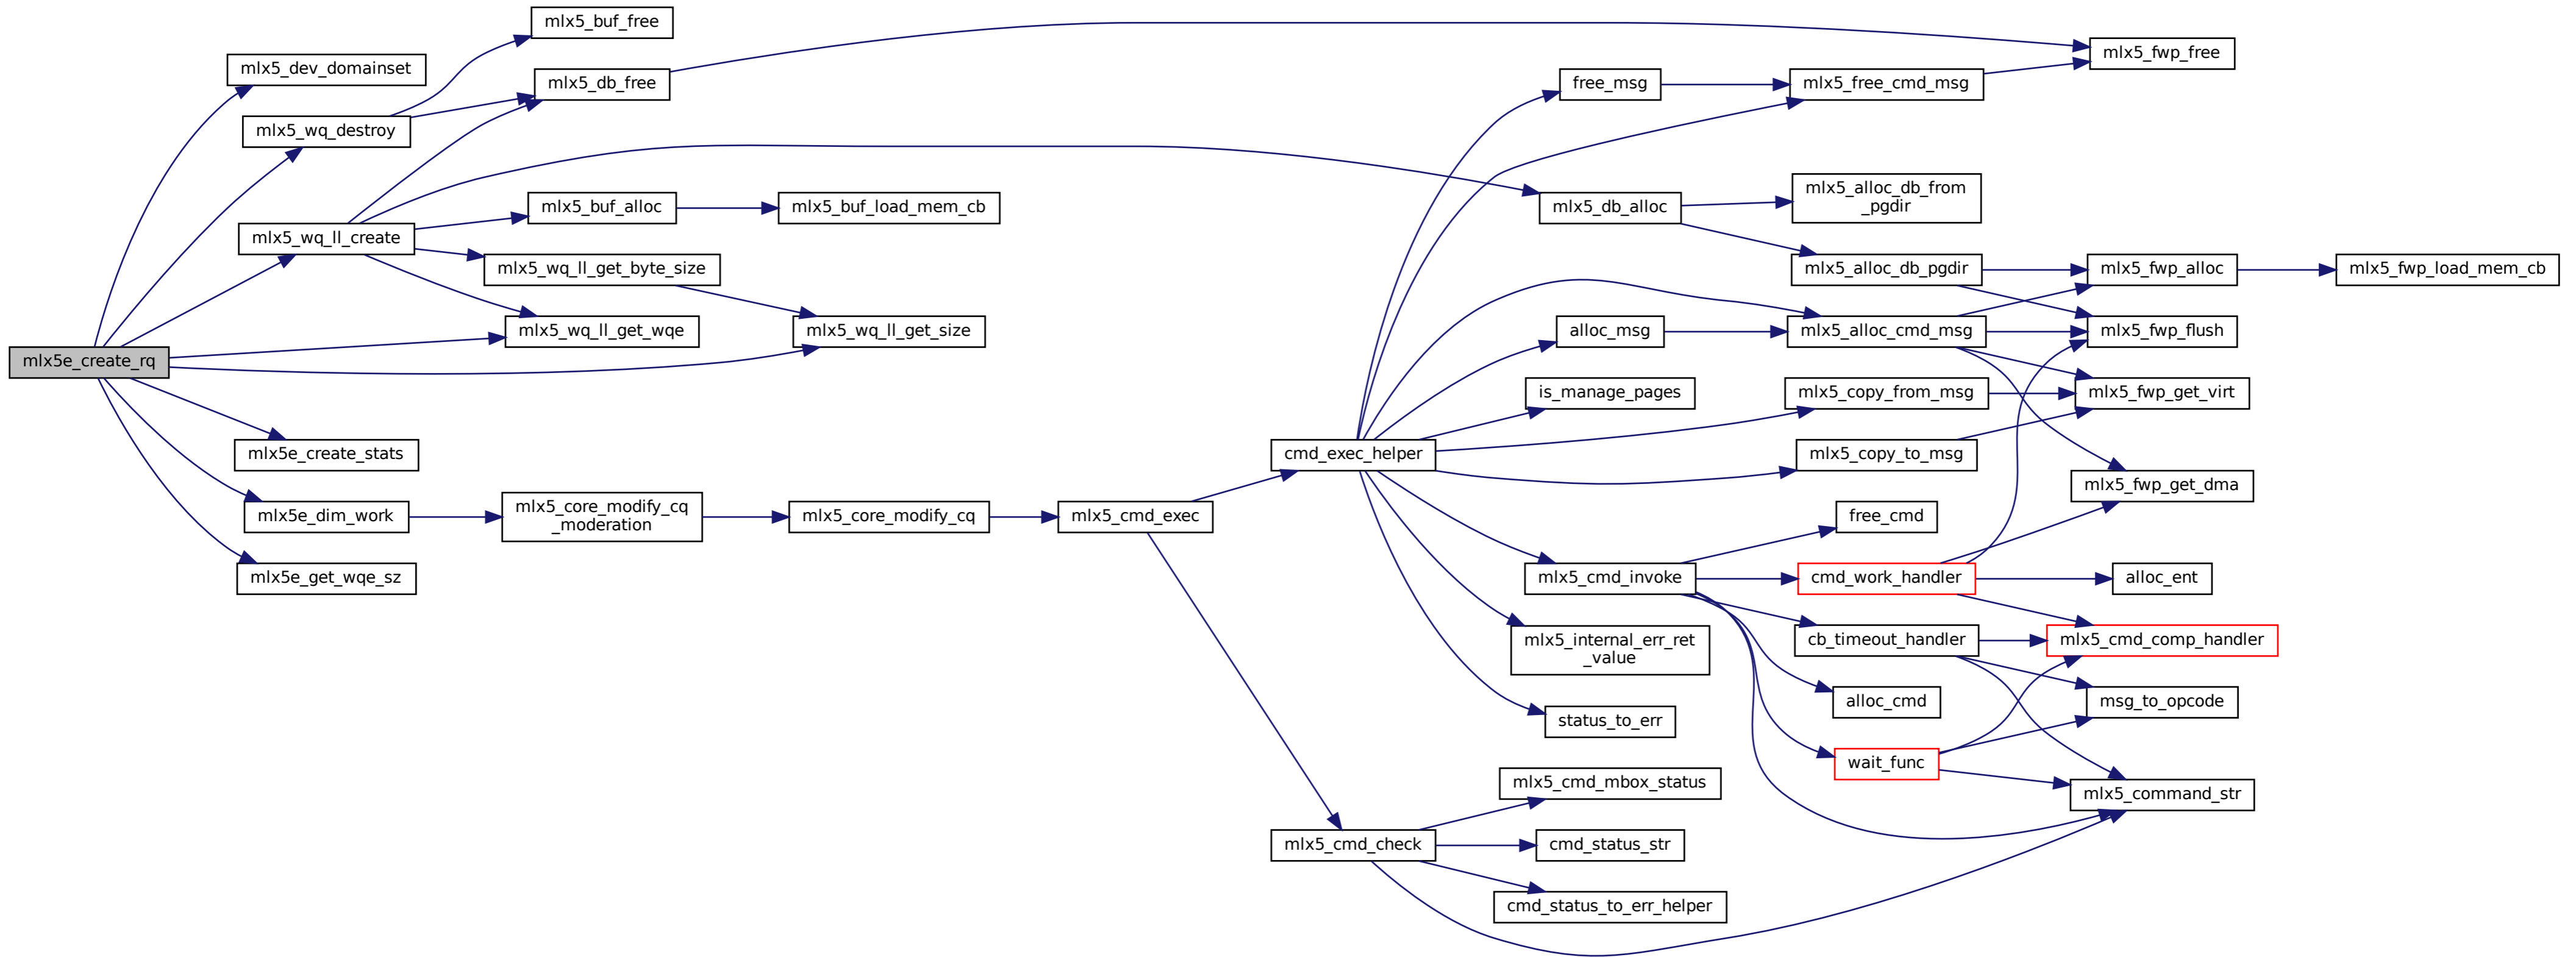 mlx5e_create_rq
mlx5_dev_domainset
mlx5_wq_destroy
mlx5_wq_ll_create
mlx5e_create_stats
mlx5e_dim_work
mlx5e_get_wqe_sz
mlx5_buf_free
mlx5_db_free
mlx5_buf_alloc
mlx5_wq_ll_get_byte_size
mlx5_wq_ll_get_wqe
mlx5_core_modify_cq
_moderation
mlx5_buf_load_mem_cb
mlx5_wq_ll_get_size
mlx5_core_modify_cq
mlx5_cmd_exec
cmd_exec_helper
mlx5_cmd_check
free_msg
mlx5_db_alloc
alloc_msg
is_manage_pages
mlx5_cmd_invoke
mlx5_internal_err_ret
_value
status_to_err
mlx5_cmd_mbox_status
cmd_status_str
cmd_status_to_err_helper
mlx5_free_cmd_msg
mlx5_alloc_db_from
_pgdir
mlx5_alloc_db_pgdir
mlx5_alloc_cmd_msg
mlx5_copy_from_msg
mlx5_copy_to_msg
free_cmd
cmd_work_handler
cb_timeout_handler
alloc_cmd
wait_func
mlx5_fwp_free
mlx5_fwp_alloc
mlx5_fwp_flush
mlx5_fwp_get_virt
mlx5_fwp_get_dma
alloc_ent
mlx5_cmd_comp_handler
msg_to_opcode
mlx5_command_str
mlx5_fwp_load_mem_cb